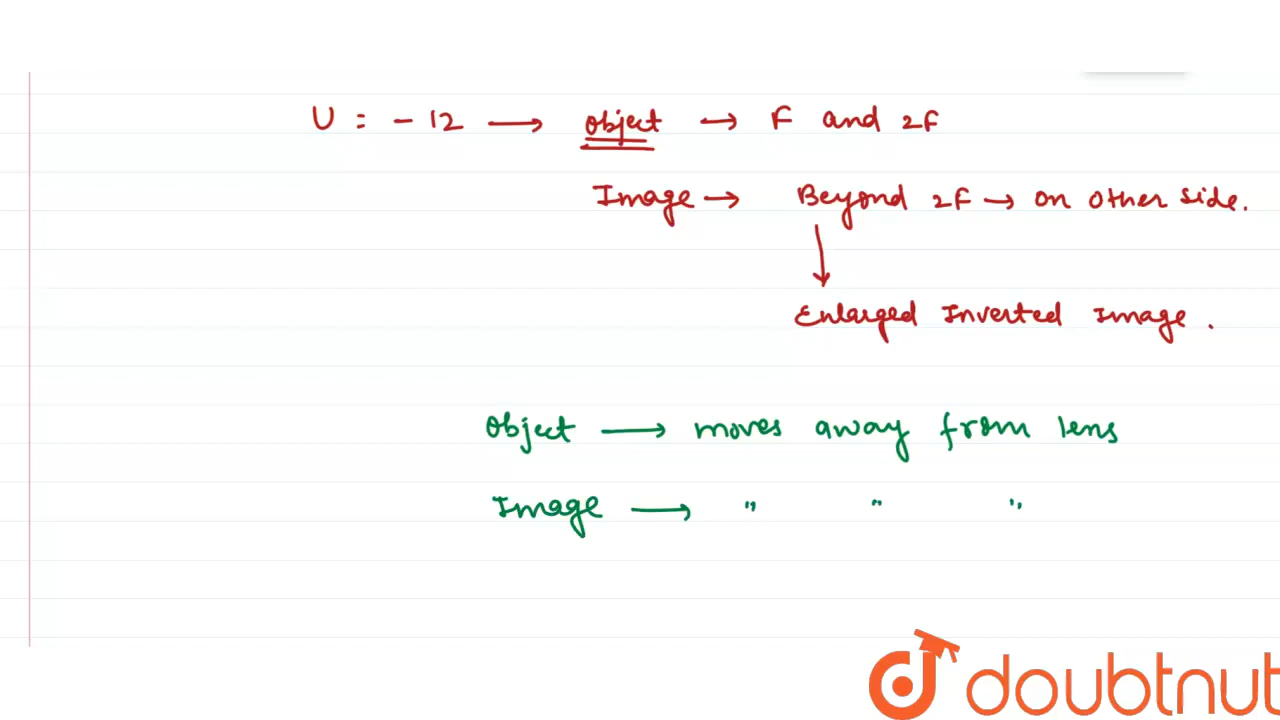 U = - 12 → object → F and 2F
Image → Beyond 2F → on other side.
Enlarged Inverted Image.
object → moves away from lens
Image → " " "
doubtnut